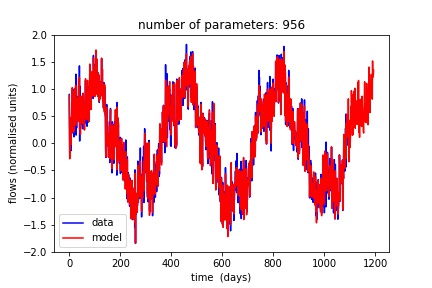 number of parameters: 956
2.0
1.5
1.0
0.5
0.0
−0.5
−1.0
−1.5
−2.0
flows (normalised units)
data
model
0 200 400 600 800 1000 1200
time (days)